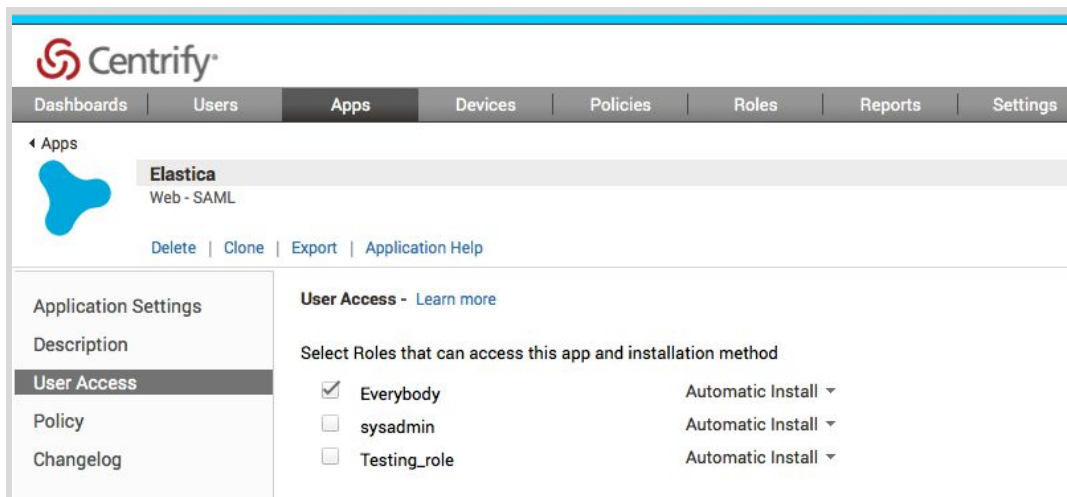 Centrify
Dashboards Users Apps Devices Policies Roles Reports Settings
Apps
Elastica
Web - SAML
Delete | Clone | Export | Application Help
Application Settings
Description
User Access
Policy
Changelog
User Access - Learn more
Select Roles that can access this app and installation method
Everybody Automatic Install
sysadmin Automatic Install
Testing_role Automatic Install